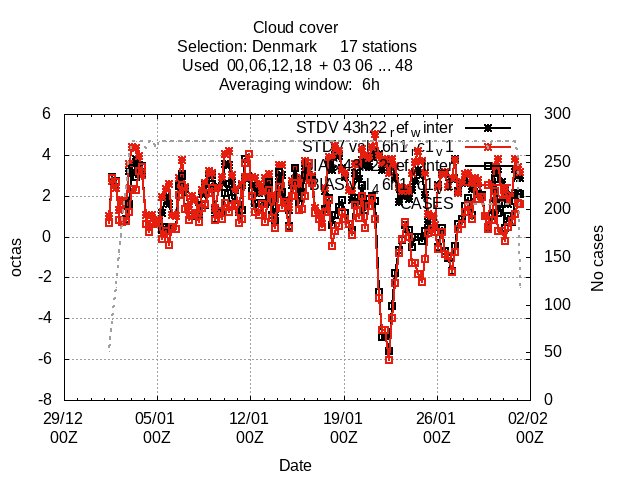 Cloud cover
Selection: Denmark 17 stations
Used 00,06,12,18 + 03 06 ... 48
Averaging window: 6h
octas
6
4
2
0
-2
-4
-6
-8
300
250
200
150
100
50
0
No cases
STDV 43h22_ref_winter
CASES
29/12 05/01 12/01 19/01 26/01 02/02
00Z 00Z 00Z 00Z 00Z 00Z
Date